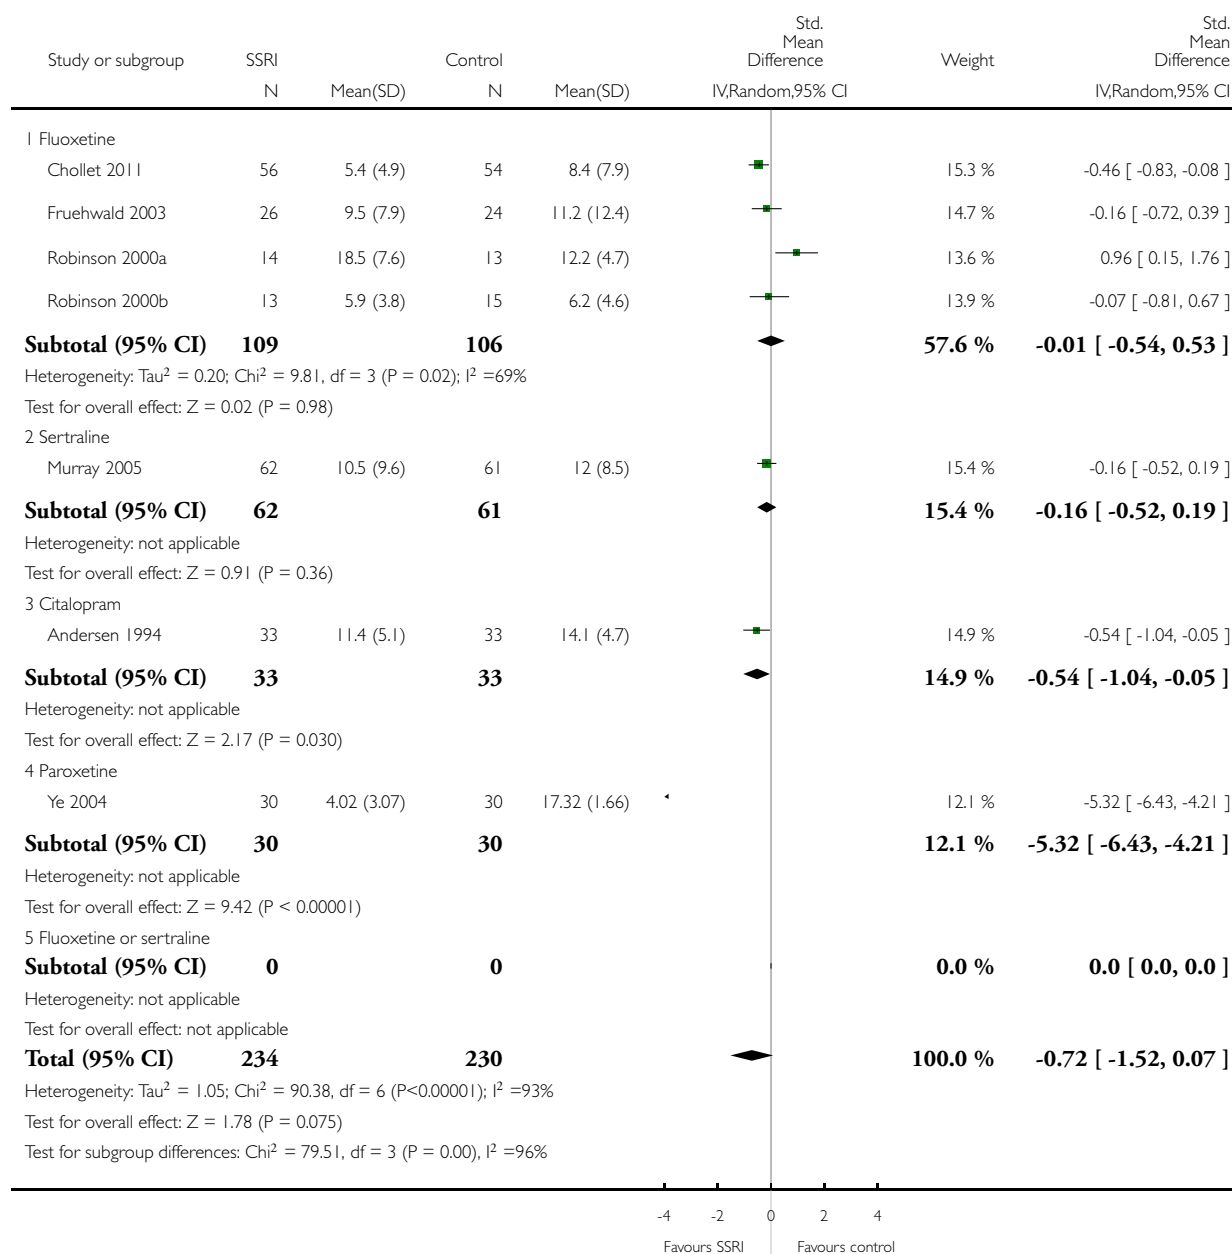 Std. Mean Difference Std. Mean Difference
Study or subgroup SSRI Control Weight
N Mean(SD) N Mean(SD) IV,Random,95% CI IV,Random,95% CI
1 Fluoxetine
Chollet 2011 56 5.4 (4.9) 54 8.4 (7.9) 15.3 % -0.46 [ -0.83, -0.08 ]
Fruehwald 2003 26 9.5 (7.9) 24 11.2 (12.4) 14.7 % -0.16 [ -0.72, 0.39 ]
Robinson 2000a 14 18.5 (7.6) 13 12.2 (4.7) 13.6 % 0.96 [ 0.15, 1.76 ]
Robinson 2000b 13 5.9 (3.8) 15 6.2 (4.6) 13.9 % -0.07 [ -0.81, 0.67 ]
Subtotal (95% CI) 109 106 57.6 % -0.01 [ -0.54, 0.53 ]
Heterogeneity: Tau² = 0.20; Chi² = 9.81, df = 3 (P = 0.02); I² =69%
Test for overall effect: Z = 0.02 (P = 0.98)
2 Sertraline
Murray 2005 62 10.5 (9.6) 61 12 (8.5) 15.4 % -0.16 [ -0.52, 0.19 ]
Subtotal (95% CI) 62 61 15.4 % -0.16 [ -0.52, 0.19 ]
Heterogeneity: not applicable
Test for overall effect: Z = 0.91 (P = 0.36)
3 Citalopram
Andersen 1994 33 11.4 (5.1) 33 14.1 (4.7) 14.9 % -0.54 [ -1.04, -0.05 ]
Subtotal (95% CI) 33 33 14.9 % -0.54 [ -1.04, -0.05 ]
Heterogeneity: not applicable
Test for overall effect: Z = 2.17 (P = 0.030)
4 Paroxetine
Ye 2004 30 4.02 (3.07) 30 17.32 (1.66) 12.1 % -5.32 [ -6.43, -4.21 ]
Subtotal (95% CI) 30 30 12.1 % -5.32 [ -6.43, -4.21 ]
Heterogeneity: not applicable
Test for overall effect: Z = 9.42 (P < 0.00001)
5 Fluoxetine or sertraline
Subtotal (95% CI) 0 0 0.0 % 0.0 [ 0.0, 0.0 ]
Heterogeneity: not applicable
Test for overall effect: not applicable
Total (95% CI) 234 230 100.0 % -0.72 [ -1.52, 0.07 ]
Heterogeneity: Tau² = 1.05; Chi² = 90.38, df = 6 (P<0.00001); I² =93%
Test for overall effect: Z = 1.78 (P = 0.075)
Test for subgroup differences: Chi² = 79.51, df = 3 (P = 0.00), I² =96%
-4 -2 0 2 4
Favours SSRI Favours control